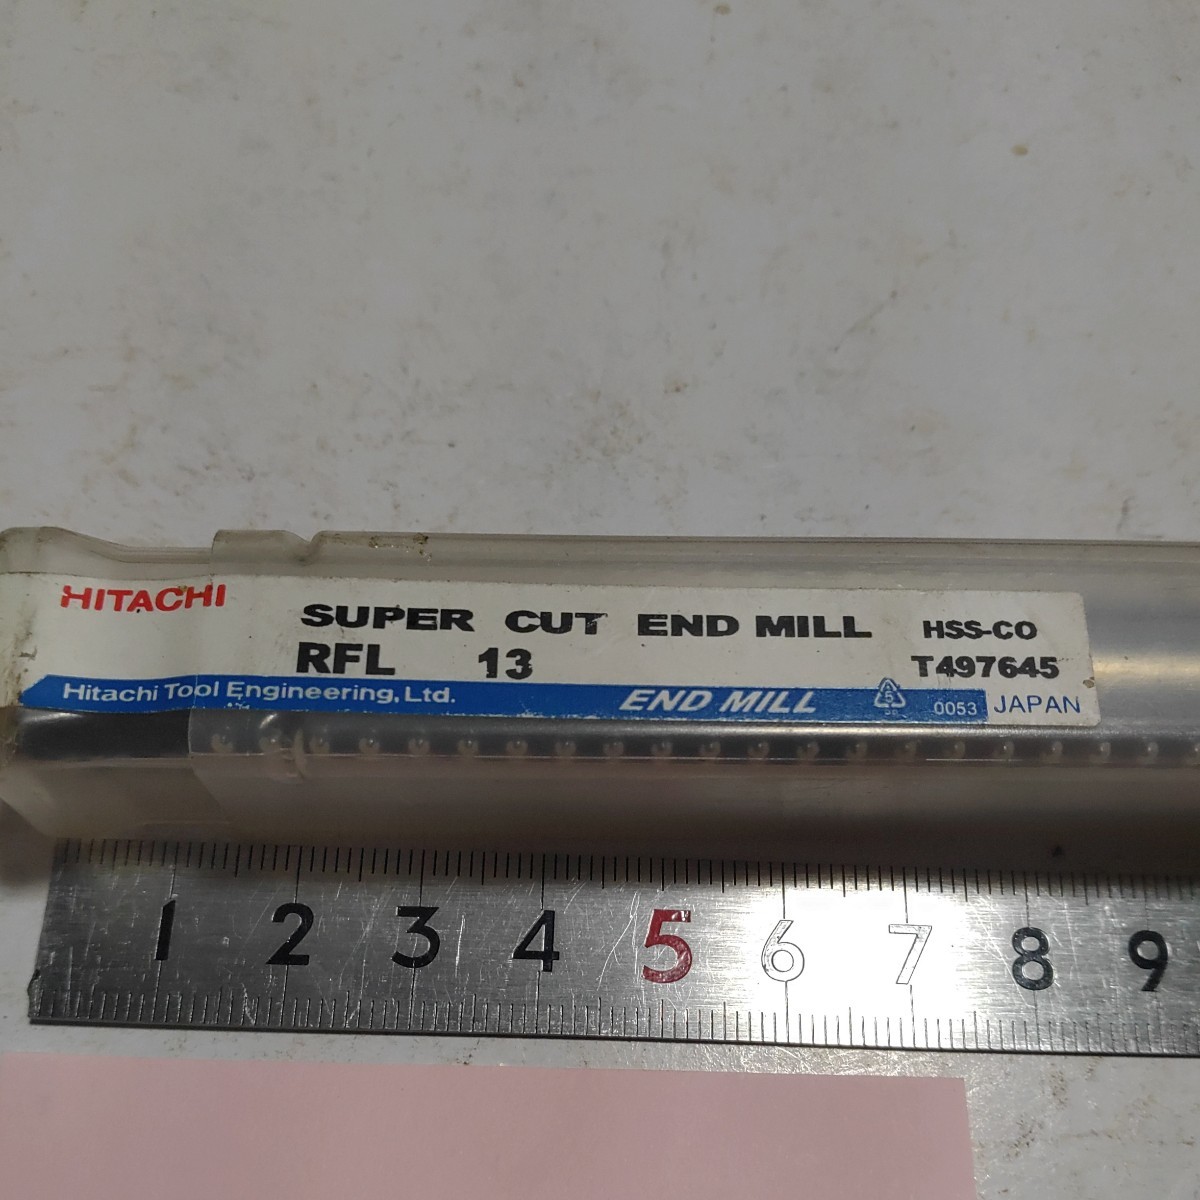 HITACHI
SUPER CUT END MILL HSS-CO
RFL 13 T497645
Hitachi Tool Engineering, Ltd. END MILL 0053 JAPAN
1 2 3 4 5 6 7 8 9